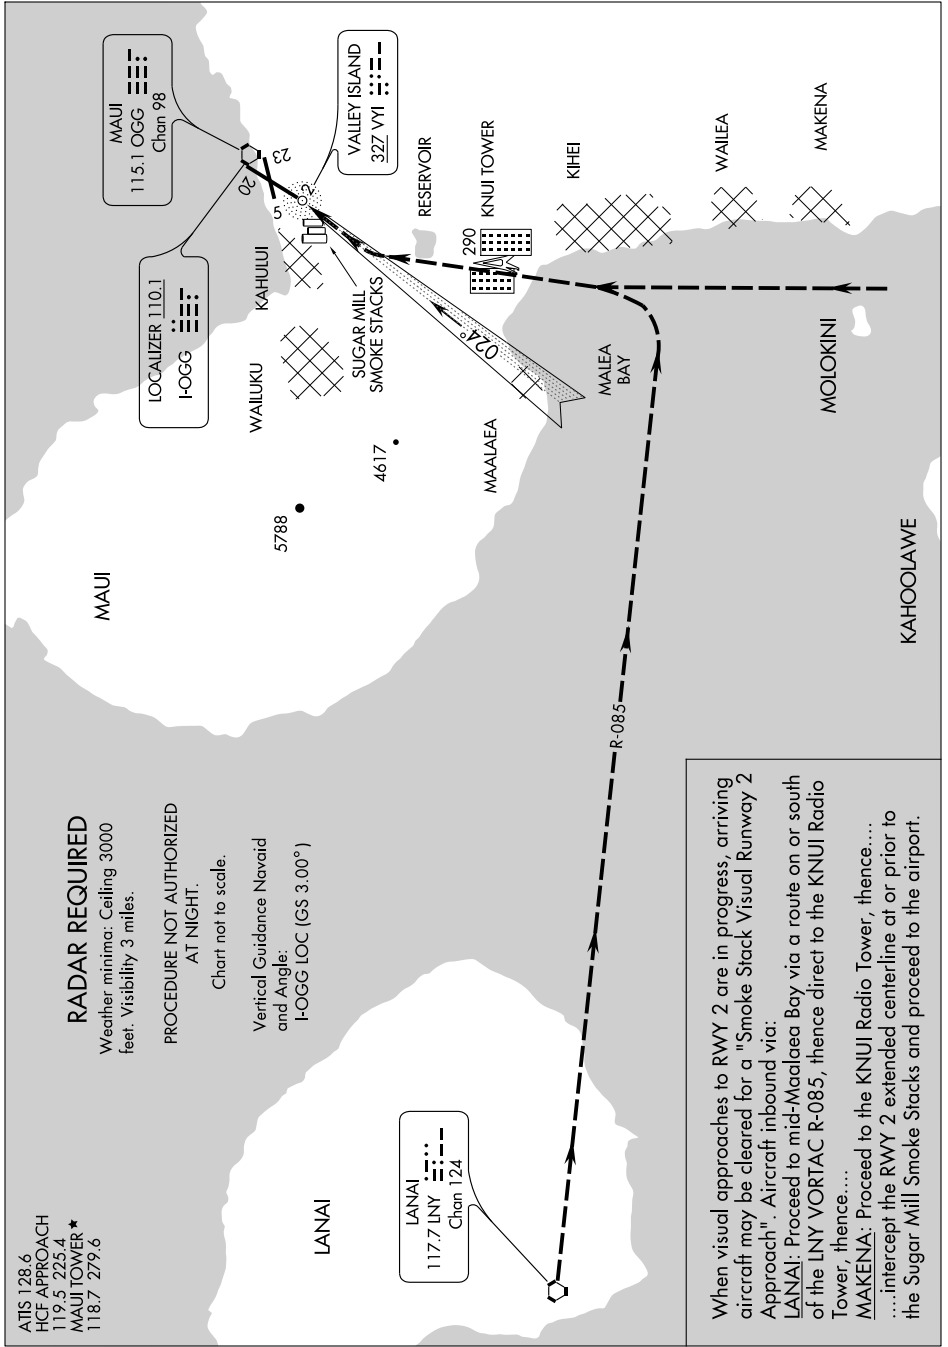 ATIS 128.6
HCF APPROACH
119.5 225.4
MAUI TOWER★
118.7 279.6
RADAR REQUIRED
Weather minima: Ceiling 3000
feet. Visibility 3 miles.
PROCEDURE NOT AUTHORIZED
AT NIGHT.
Chart not to scale.
Vertical Guidance Navaid
and Angle:
I-OGG LOC (GS 3.00°)
MAUI
MAUI
115.1 OGG
Chan 98
LOCALIZER 110.1
I-OGG
VALLEY ISLAND
327 VYI
20
23
5
2
KAHULUI
WAILUKU
SUGAR MILL
SMOKE STACKS
5788
4617
024°
MAALAEA
RESERVOIR
KNUI TOWER
290
KIHEI
WAILEA
MAKENA
MALEA
BAY
MOLOKINI
KAHOOLAWE
R-085
LANAI
LANAI
117.7 LNY
Chan 124
When visual approaches to RWY 2 are in progress, arriving
aircraft may be cleared for a "Smoke Stack Visual Runway 2
Approach". Aircraft inbound via:
LANAI: Proceed to mid-Maalaea Bay via a route on or south
of the LNY VORTAC R-085, thence direct to the KNUI Radio
Tower, thence....
MAKENA: Proceed to the KNUI Radio Tower, thence....
....intercept the RWY 2 extended centerline at or prior to
the Sugar Mill Smoke Stacks and proceed to the airport.